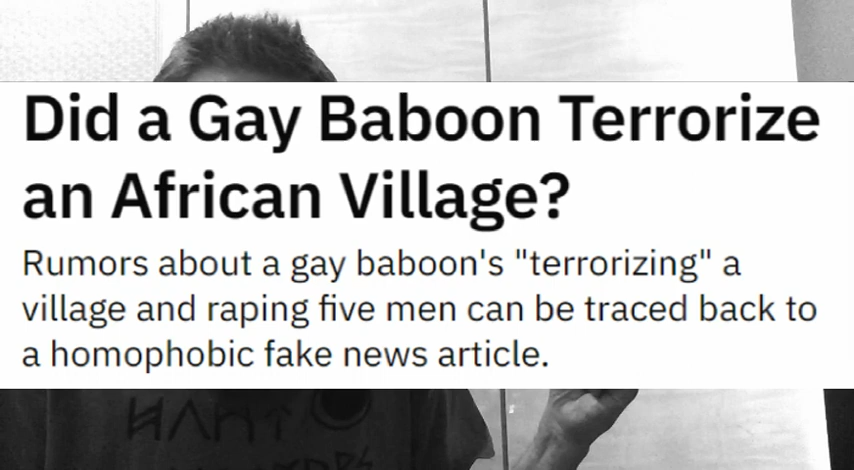 Did a Gay Baboon Terrorize
an African Village?
Rumors about a gay baboon's "terrorizing" a
village and raping five men can be traced back to
a homophobic fake news article.